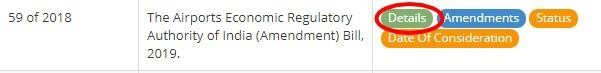 59 of 2018
The Airports Economic Regulatory
Authority of India (Amendment) Bill,
2019.
Details Amendments Status
Date Of Consideration